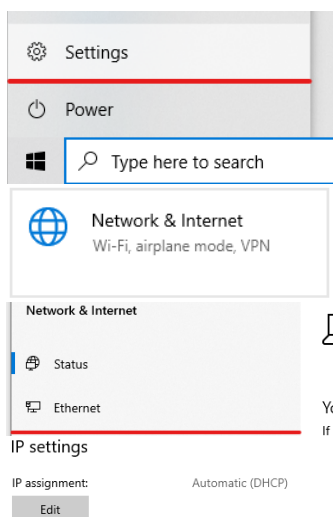 Settings
Power
Type here to search
Network & Internet
Wi-Fi, airplane mode, VPN
Network & Internet
Status
Ethernet
If
IP settings
IP assignment: Automatic (DHCP)
Edit